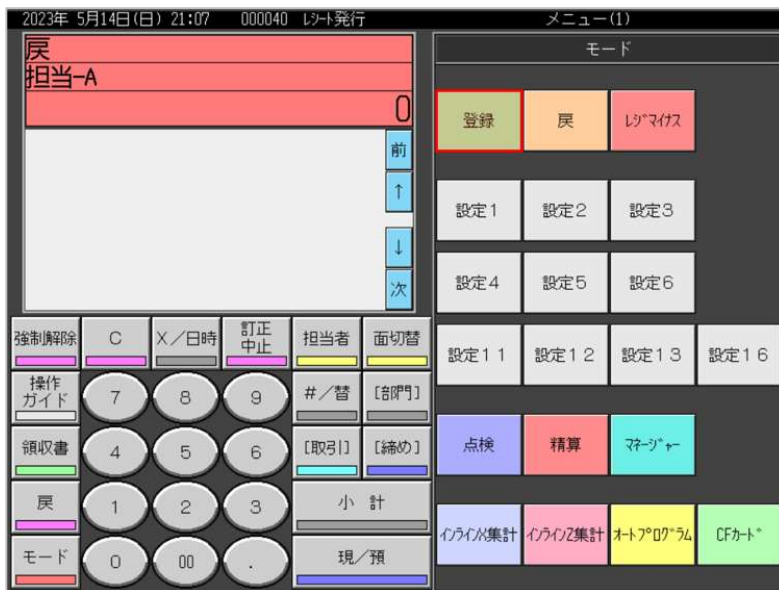 2023年 5月14日(日) 21:07 000040 レシート発行
メニュー(1)
戻
担当-A
0
前
↑
↓
次
強制解除 C X/日時 訂正中止 担当者 面切替
操作ガイド 7 8 9 #/替 [部門]
領収書 4 5 6 [取引] [締め]
戻 1 2 3 小 計
モード 0 00 . 現/預
モード
登録 戻 レジマイナス
設定1 設定2 設定3
設定4 設定5 設定6
設定11 設定12 設定13 設定16
点検 精算 マネージャー
インラインX集計 インラインZ集計 オートプログラム CFカード